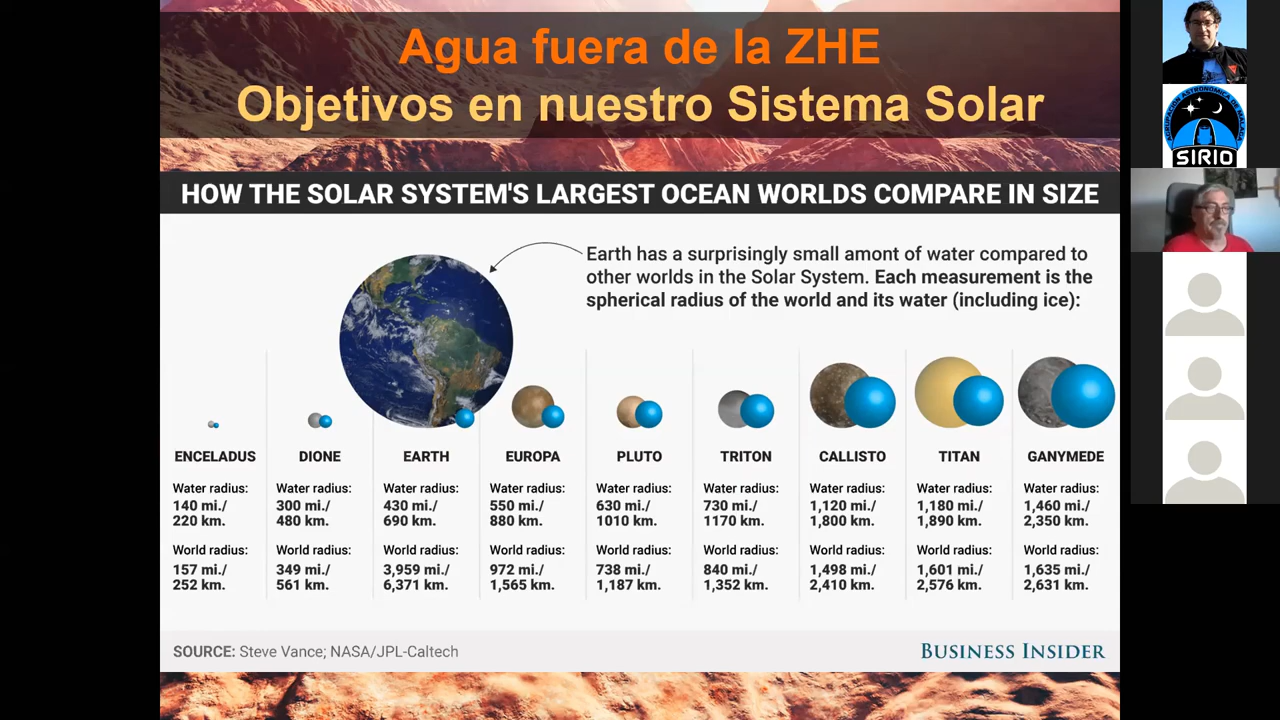 Agua fuera de la ZHE
Objetivos en nuestro Sistema Solar
HOW THE SOLAR SYSTEM'S LARGEST OCEAN WORLDS COMPARE IN SIZE
Earth has a surprisingly small amont of water compared to
other worlds in the Solar System. Each measurement is the
spherical radius of the world and its water (including ice):
ENCELADUS
Water radius:
140 mi./
220 km.
World radius:
157 mi./
252 km.
DIONE
Water radius:
300 mi./
480 km.
World radius:
349 mi./
561 km.
EARTH
Water radius:
430 mi./
690 km.
World radius:
3,959 mi./
6,371 km.
EUROPA
Water radius:
550 mi./
880 km.
World radius:
972 mi./
1,565 km.
PLUTO
Water radius:
630 mi./
1010 km.
World radius:
738 mi./
1,187 km.
TRITON
Water radius:
730 mi./
1170 km.
World radius:
840 mi./
1,352 km.
CALLISTO
Water radius:
1,120 mi./
1,800 km.
World radius:
1,498 mi./
2,410 km.
TITAN
Water radius:
1,180 mi./
1,890 km.
World radius:
1,601 mi./
2,576 km.
GANYMEDE
Water radius:
1,460 mi./
2,350 km.
World radius:
1,635 mi./
2,631 km.
SOURCE: Steve Vance; NASA/JPL-Caltech
BUSINESS INSIDER
AGRUPACIÓN ASTRONÓMICA DE MÁLAGA
SIRIO